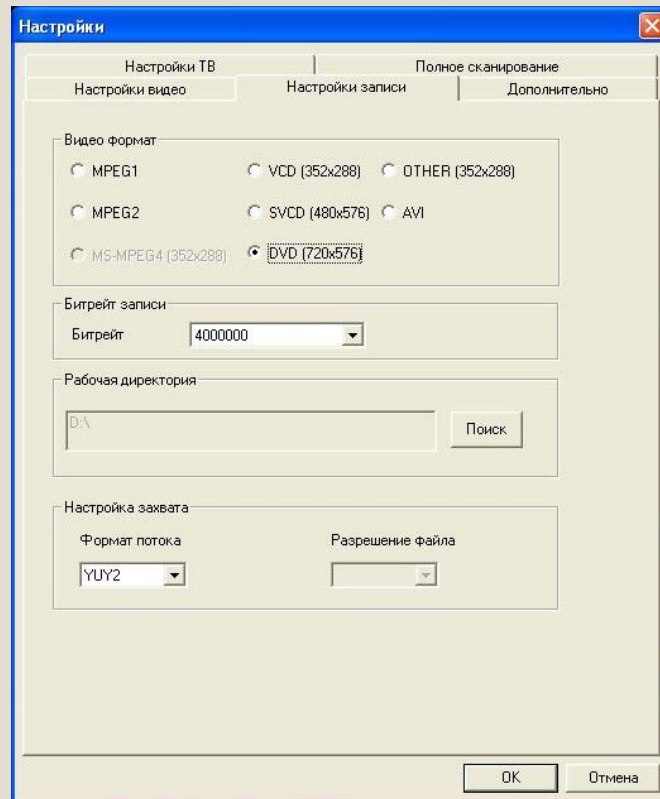 Настройки
Настройки ТВ
Полное сканирование
Настройки видео
Настройки записи
Дополнительно
Видео формат
MPEG1
VCD (352x288)
OTHER (352x288)
MPEG2
SVCD (480x576)
AVI
MS-MPEG4 (352x288)
DVD (720x576)
Битрейт записи
Битрейт
4000000
Рабочая директория
D:\
Поиск
Настройка захвата
Формат потока
Разрешение файла
YUY2
OK
Отмена